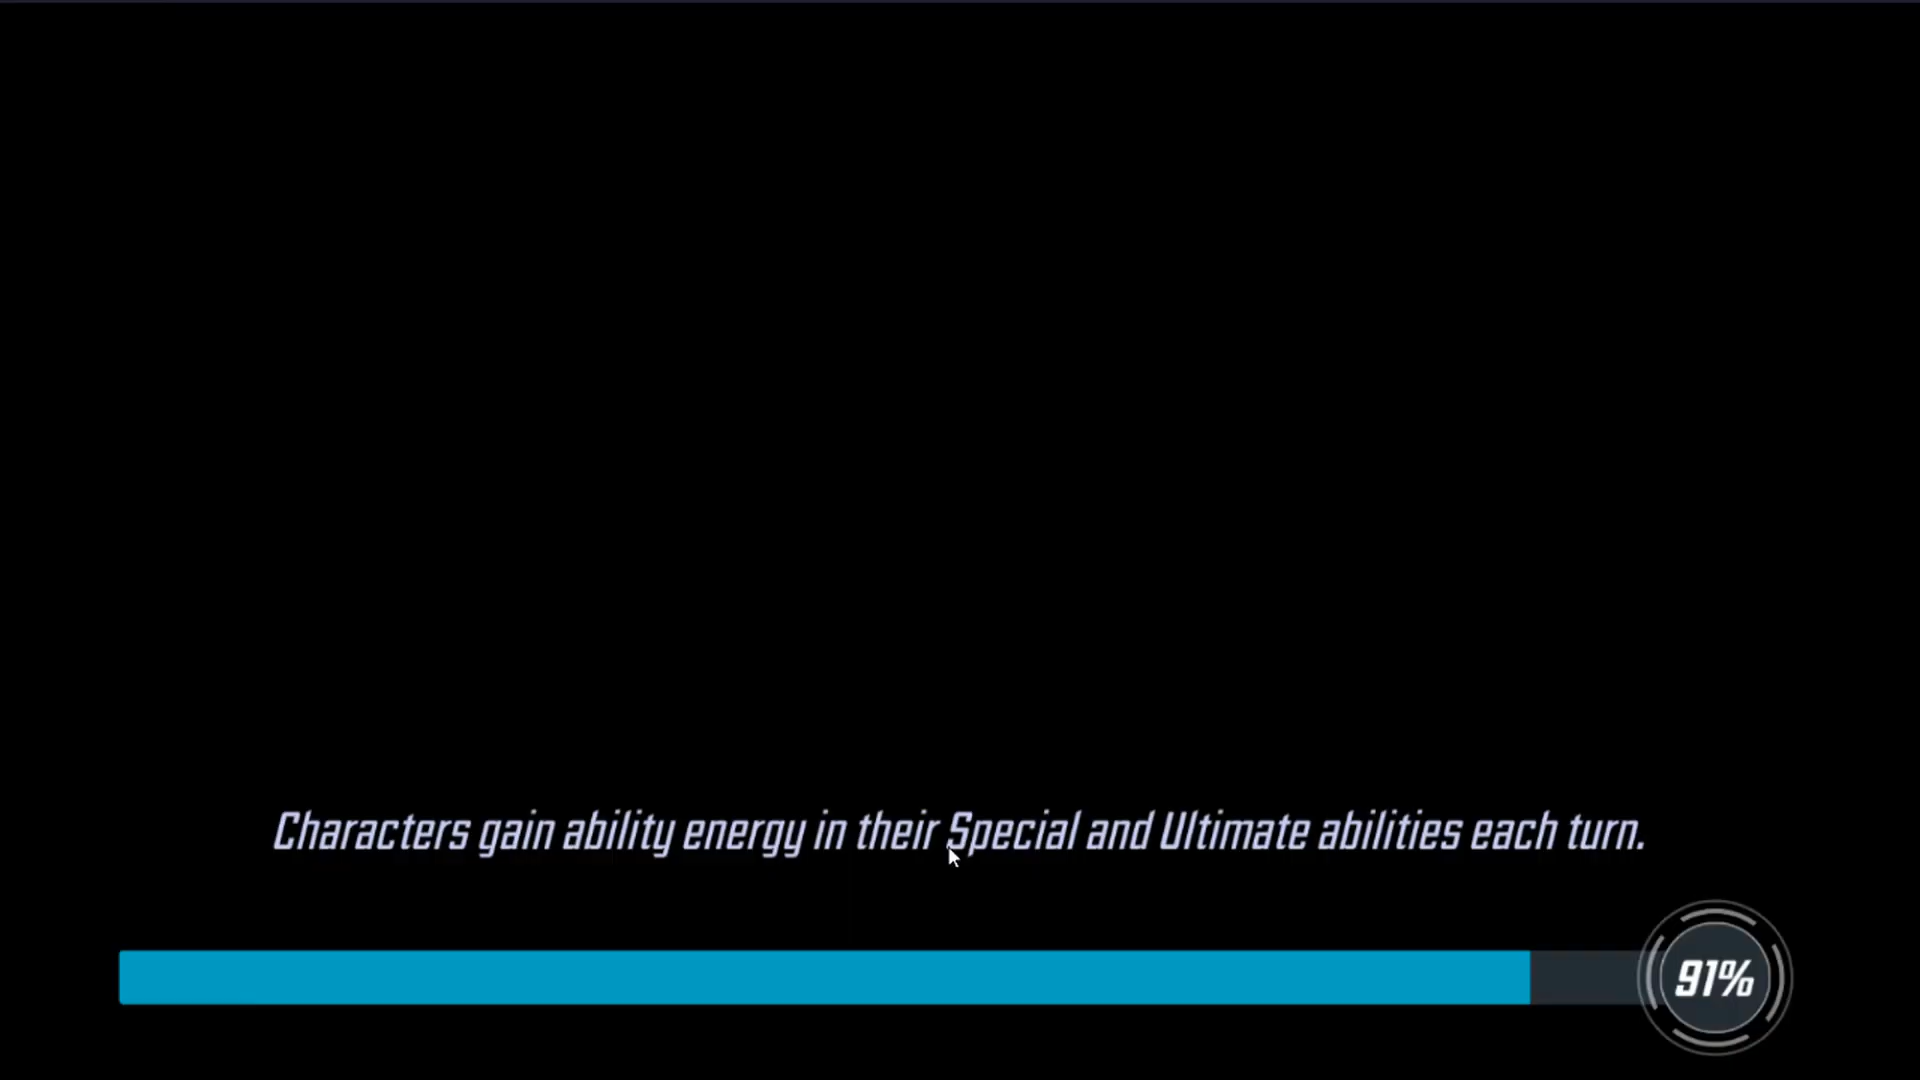 Characters gain ability energy in their Special and Ultimate abilities each turn.
91%